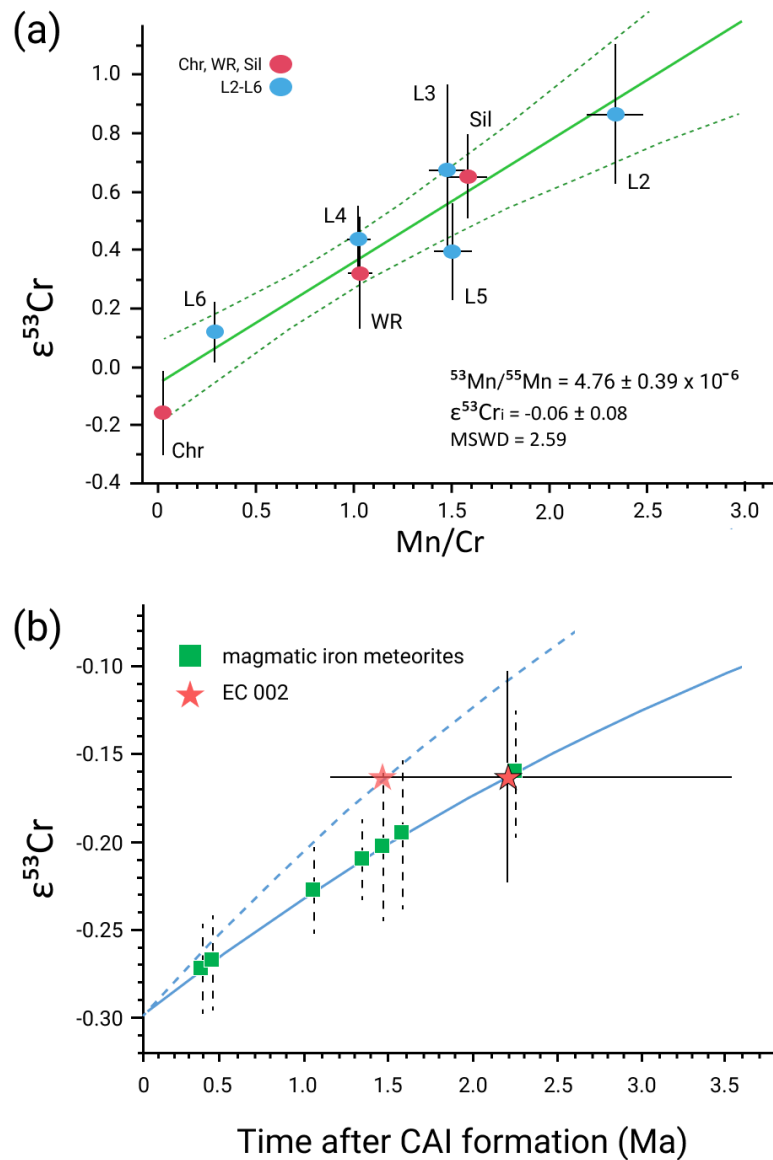 (a)
Chr, WR, Sil
L2-L6
1.0
0.8
0.6
0.4
0.2
0.0
-0.2
-0.4
ε⁵³Cr
L3
Sil
L2
L4
L5
L6
WR
Chr
⁵³Mn/⁵⁵Mn = 4.76 ± 0.39 x 10⁻⁶
ε⁵³Crᵢ = -0.06 ± 0.08
MSWD = 2.59
0 0.5 1.0 1.5 2.0 2.5 3.0
Mn/Cr
(b)
magmatic iron meteorites
EC 002
-0.10
-0.15
-0.20
-0.25
-0.30
ε⁵³Cr
0 0.5 1.0 1.5 2.0 2.5 3.0 3.5
Time after CAI formation (Ma)